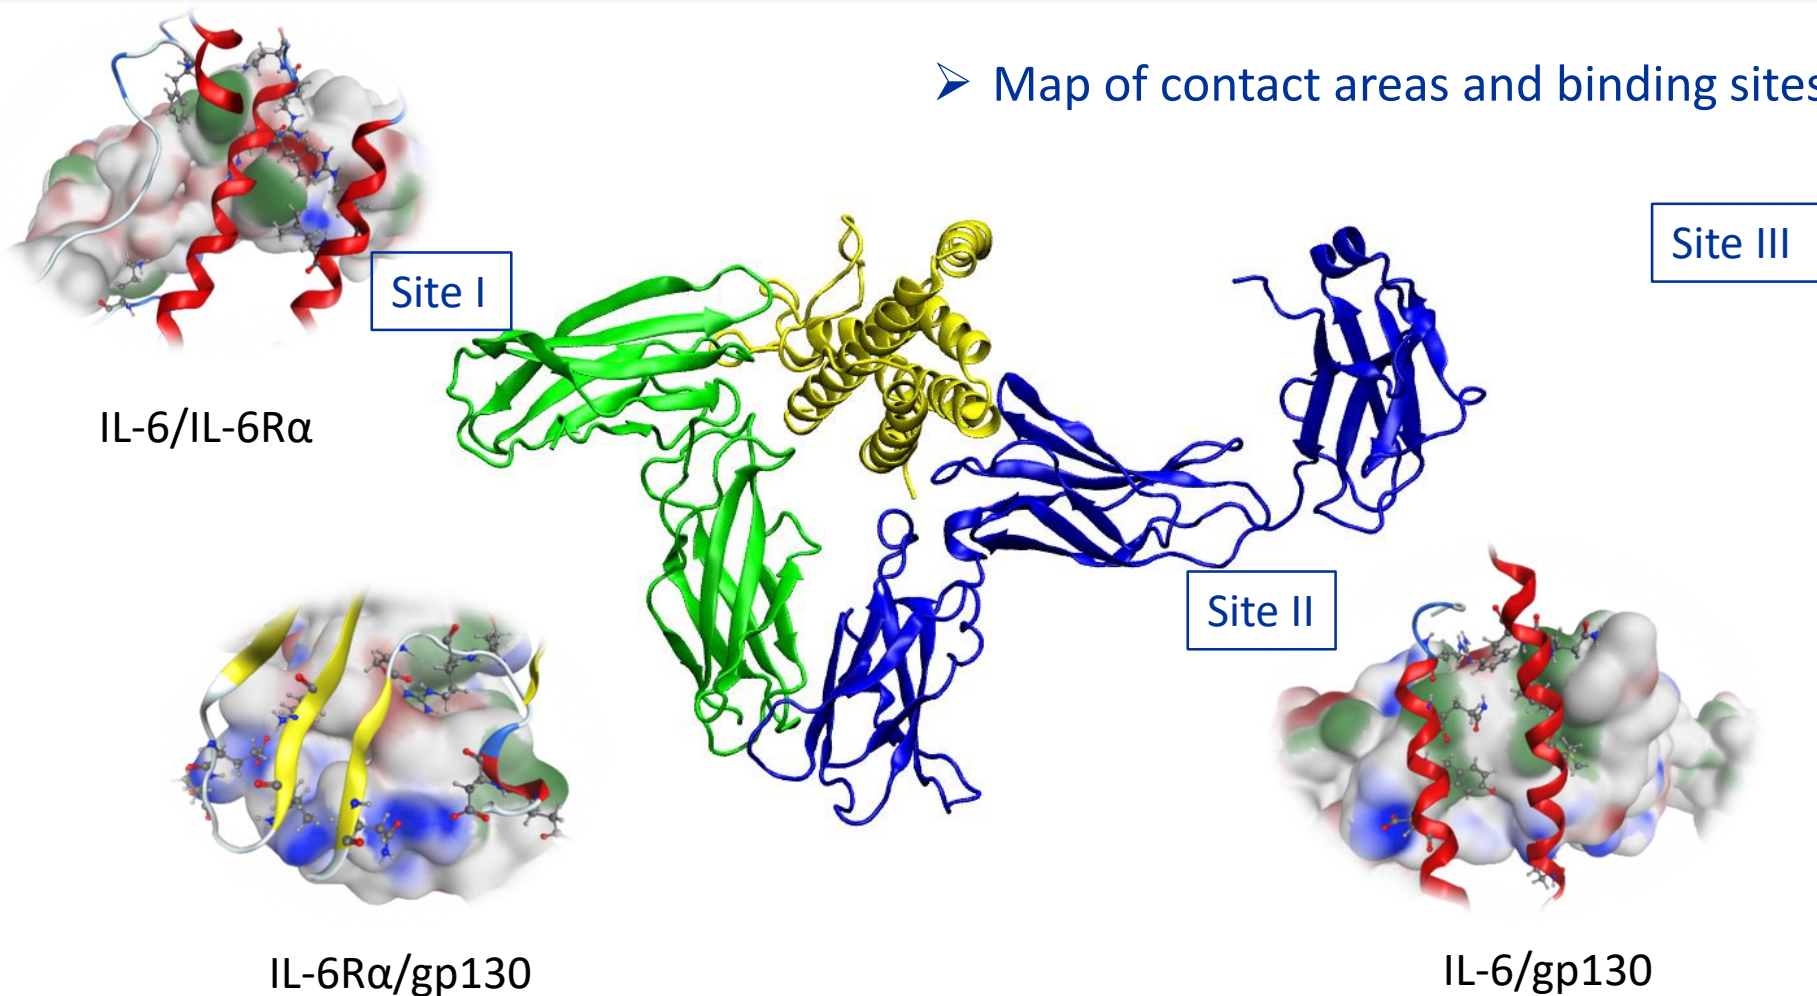 ➢ Map of contact areas and binding sites
Site III
Site I
IL-6/IL-6Rα
Site II
IL-6Rα/gp130
IL-6/gp130